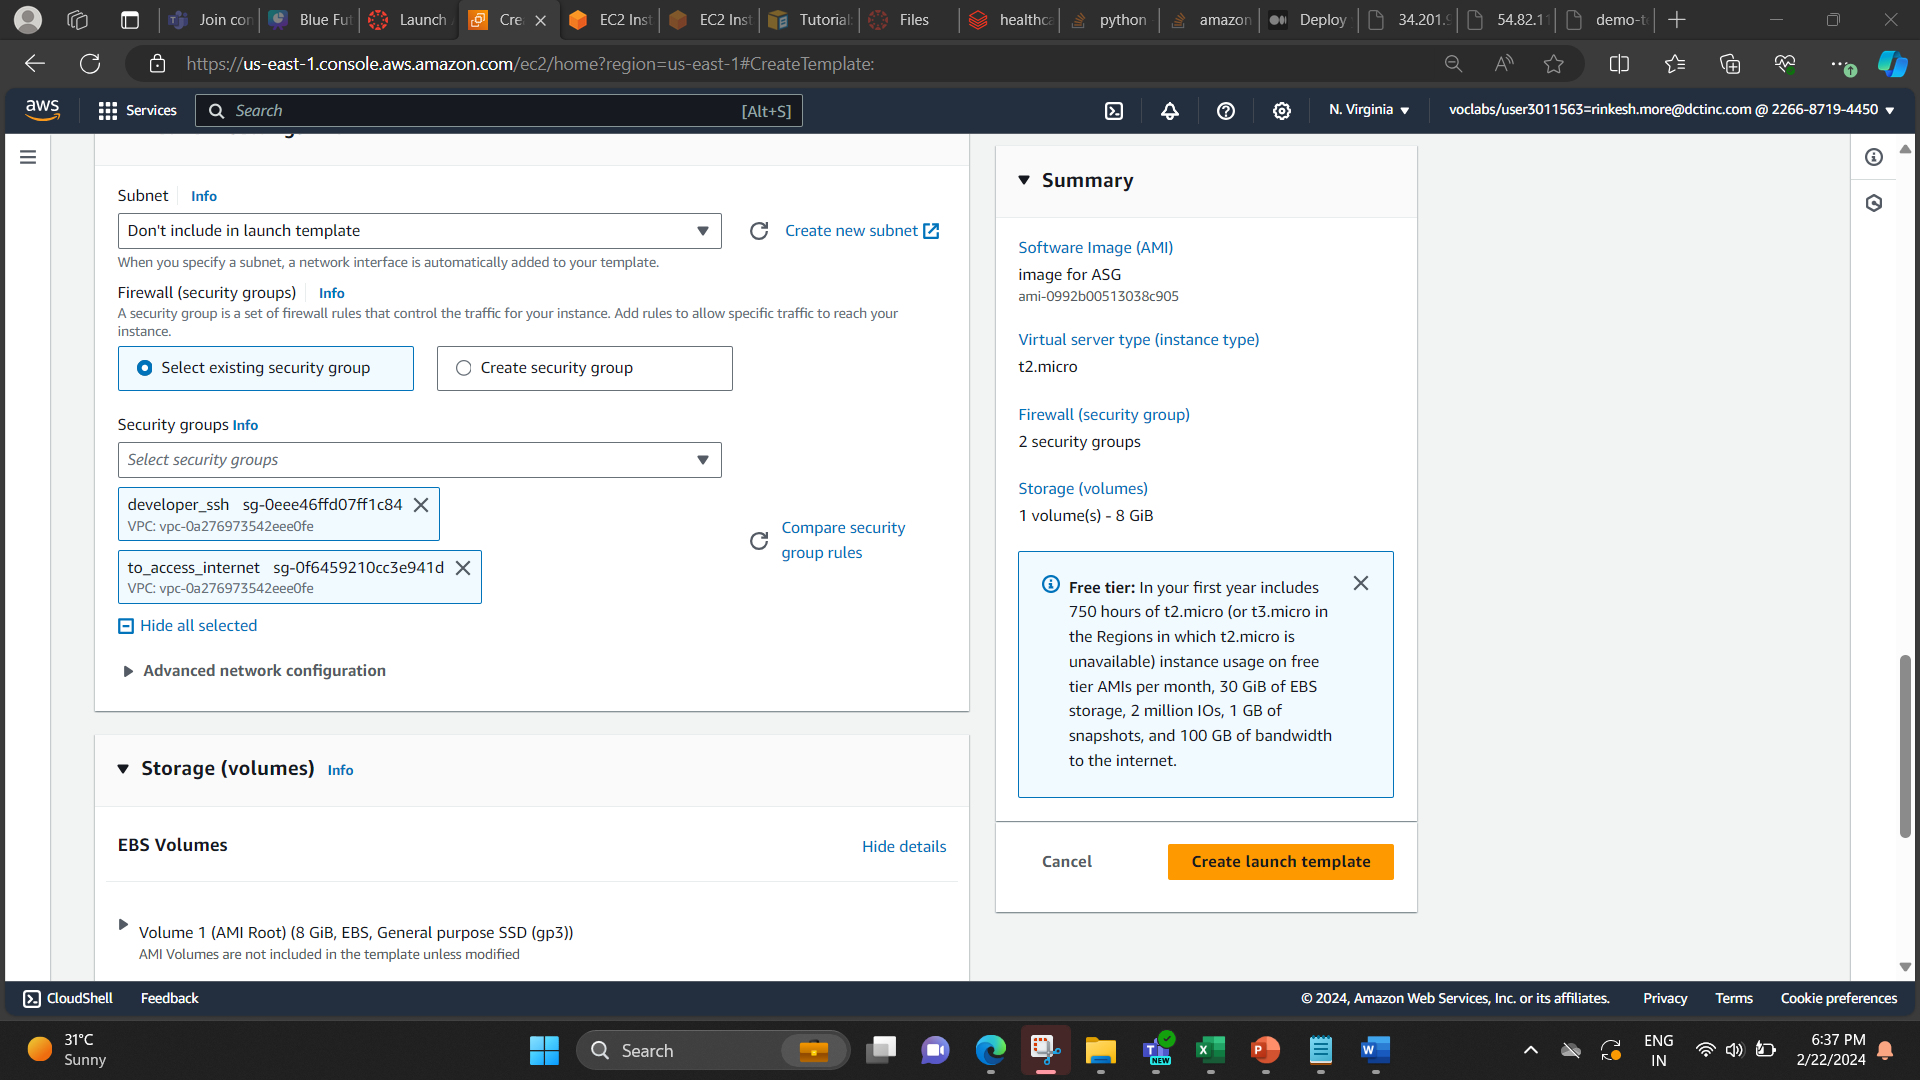 Join con
Blue Fut
Launch
Cre
EC2 Inst
EC2 Inst
Tutorial
Files
healthca
python
amazon
Deploy
34.201.9
54.82.11
demo-t
https://us-east-1.console.aws.amazon.com/ec2/home?region=us-east-1#CreateTemplate:
aws
Services
Search
[Alt+S]
N. Virginia
voclabs/user3011563=rinkesh.more@dctinc.com @ 2266-8719-4450
Subnet Info
Don't include in launch template
Create new subnet
When you specify a subnet, a network interface is automatically added to your template.
Firewall (security groups) Info
A security group is a set of firewall rules that control the traffic for your instance. Add rules to allow specific traffic to reach your
instance.
Select existing security group
Create security group
Security groups Info
Select security groups
developer_ssh sg-0eee46ffd07ff1c84
VPC: vpc-0a276973542eee0fe
to_access_internet sg-0f6459210cc3e941d
VPC: vpc-0a276973542eee0fe
Compare security
group rules
Hide all selected
Advanced network configuration
Storage (volumes) Info
EBS Volumes
Hide details
Volume 1 (AMI Root) (8 GiB, EBS, General purpose SSD (gp3))
AMI Volumes are not included in the template unless modified
Summary
Software Image (AMI)
image for ASG
ami-0992b00513038c905
Virtual server type (instance type)
t2.micro
Firewall (security group)
2 security groups
Storage (volumes)
1 volume(s) - 8 GiB
Free tier: In your first year includes
750 hours of t2.micro (or t3.micro in
the Regions in which t2.micro is
unavailable) instance usage on free
tier AMIs per month, 30 GiB of EBS
storage, 2 million IOs, 1 GB of
snapshots, and 100 GB of bandwidth
to the internet.
Cancel
Create launch template
CloudShell
Feedback
© 2024, Amazon Web Services, Inc. or its affiliates.
Privacy
Terms
Cookie preferences
31°C
Sunny
Search
NEW
ENG
IN
6:37 PM
2/22/2024